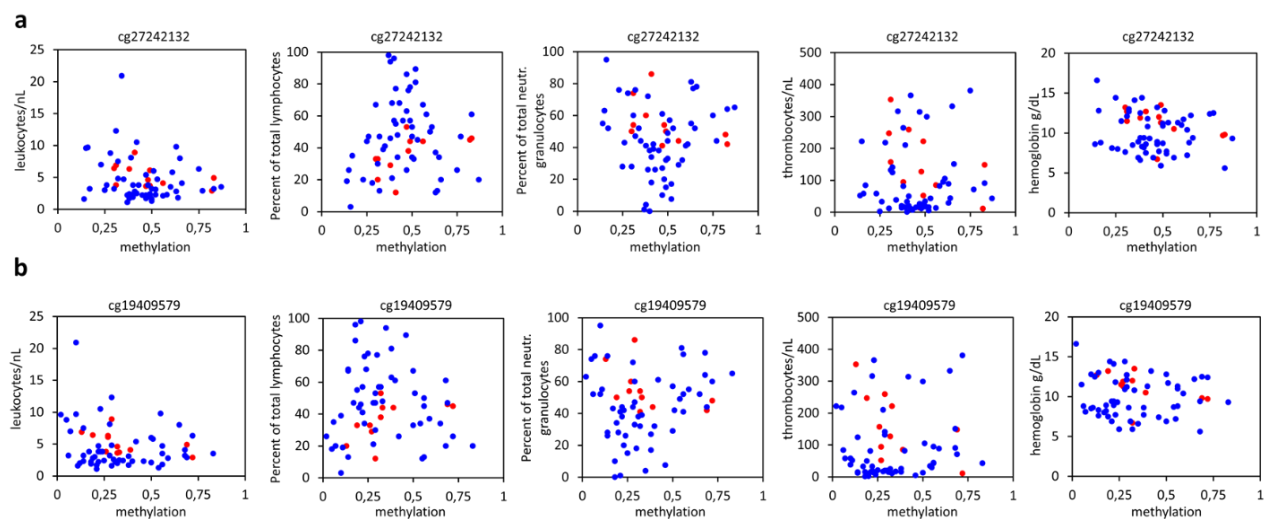 a
cg27242132
leukocytes/nL
25
20
15
10
5
0
0 0,25 0,5 0,75 1
methylation
cg27242132
Percent of total lymphocytes
100
80
60
40
20
0
0 0,25 0,5 0,75 1
methylation
cg27242132
Percent of total neutr.
granulocytes
100
80
60
40
20
0
0 0,25 0,5 0,75 1
methylation
cg27242132
thrombocytes/nL
500
400
300
200
100
0
0 0,25 0,5 0,75 1
methylation
cg27242132
hemoglobin g/dL
20
15
10
5
0
0 0,25 0,5 0,75 1
methylation
b
cg19409579
leukocytes/nL
25
20
15
10
5
0
0 0,25 0,5 0,75 1
methylation
cg19409579
Percent of total lymphocytes
100
80
60
40
20
0
0 0,25 0,5 0,75 1
methylation
cg19409579
Percent of total neutr.
granulocytes
100
80
60
40
20
0
0 0,25 0,5 0,75 1
methylation
cg19409579
thrombocytes/nL
500
400
300
200
100
0
0 0,25 0,5 0,75 1
methylation
cg19409579
hemoglobin g/dL
20
15
10
5
0
0 0,25 0,5 0,75 1
methylation